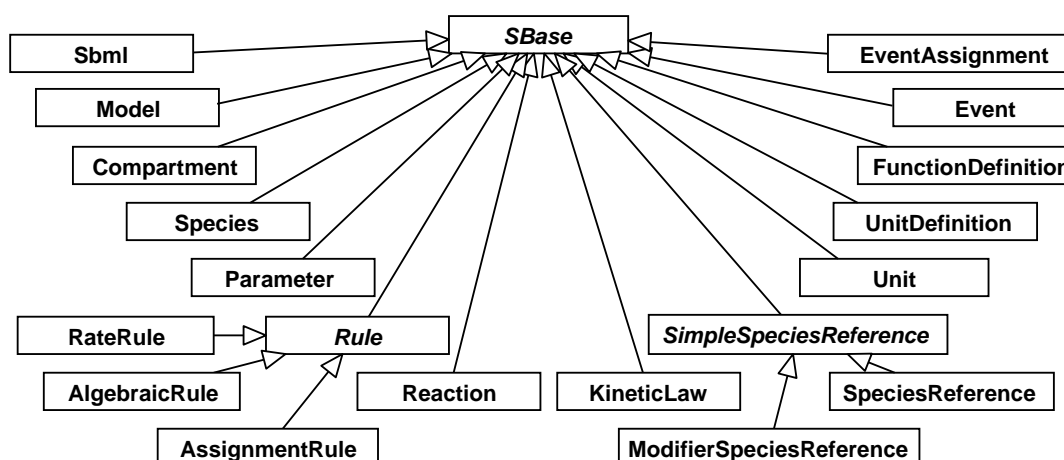 SBase
Sbml
EventAssignment
Model
Event
Compartment
FunctionDefinition
Species
UnitDefinition
Parameter
Unit
RateRule
Rule
SimpleSpeciesReference
AlgebraicRule
Reaction
KineticLaw
SpeciesReference
AssignmentRule
ModifierSpeciesReference